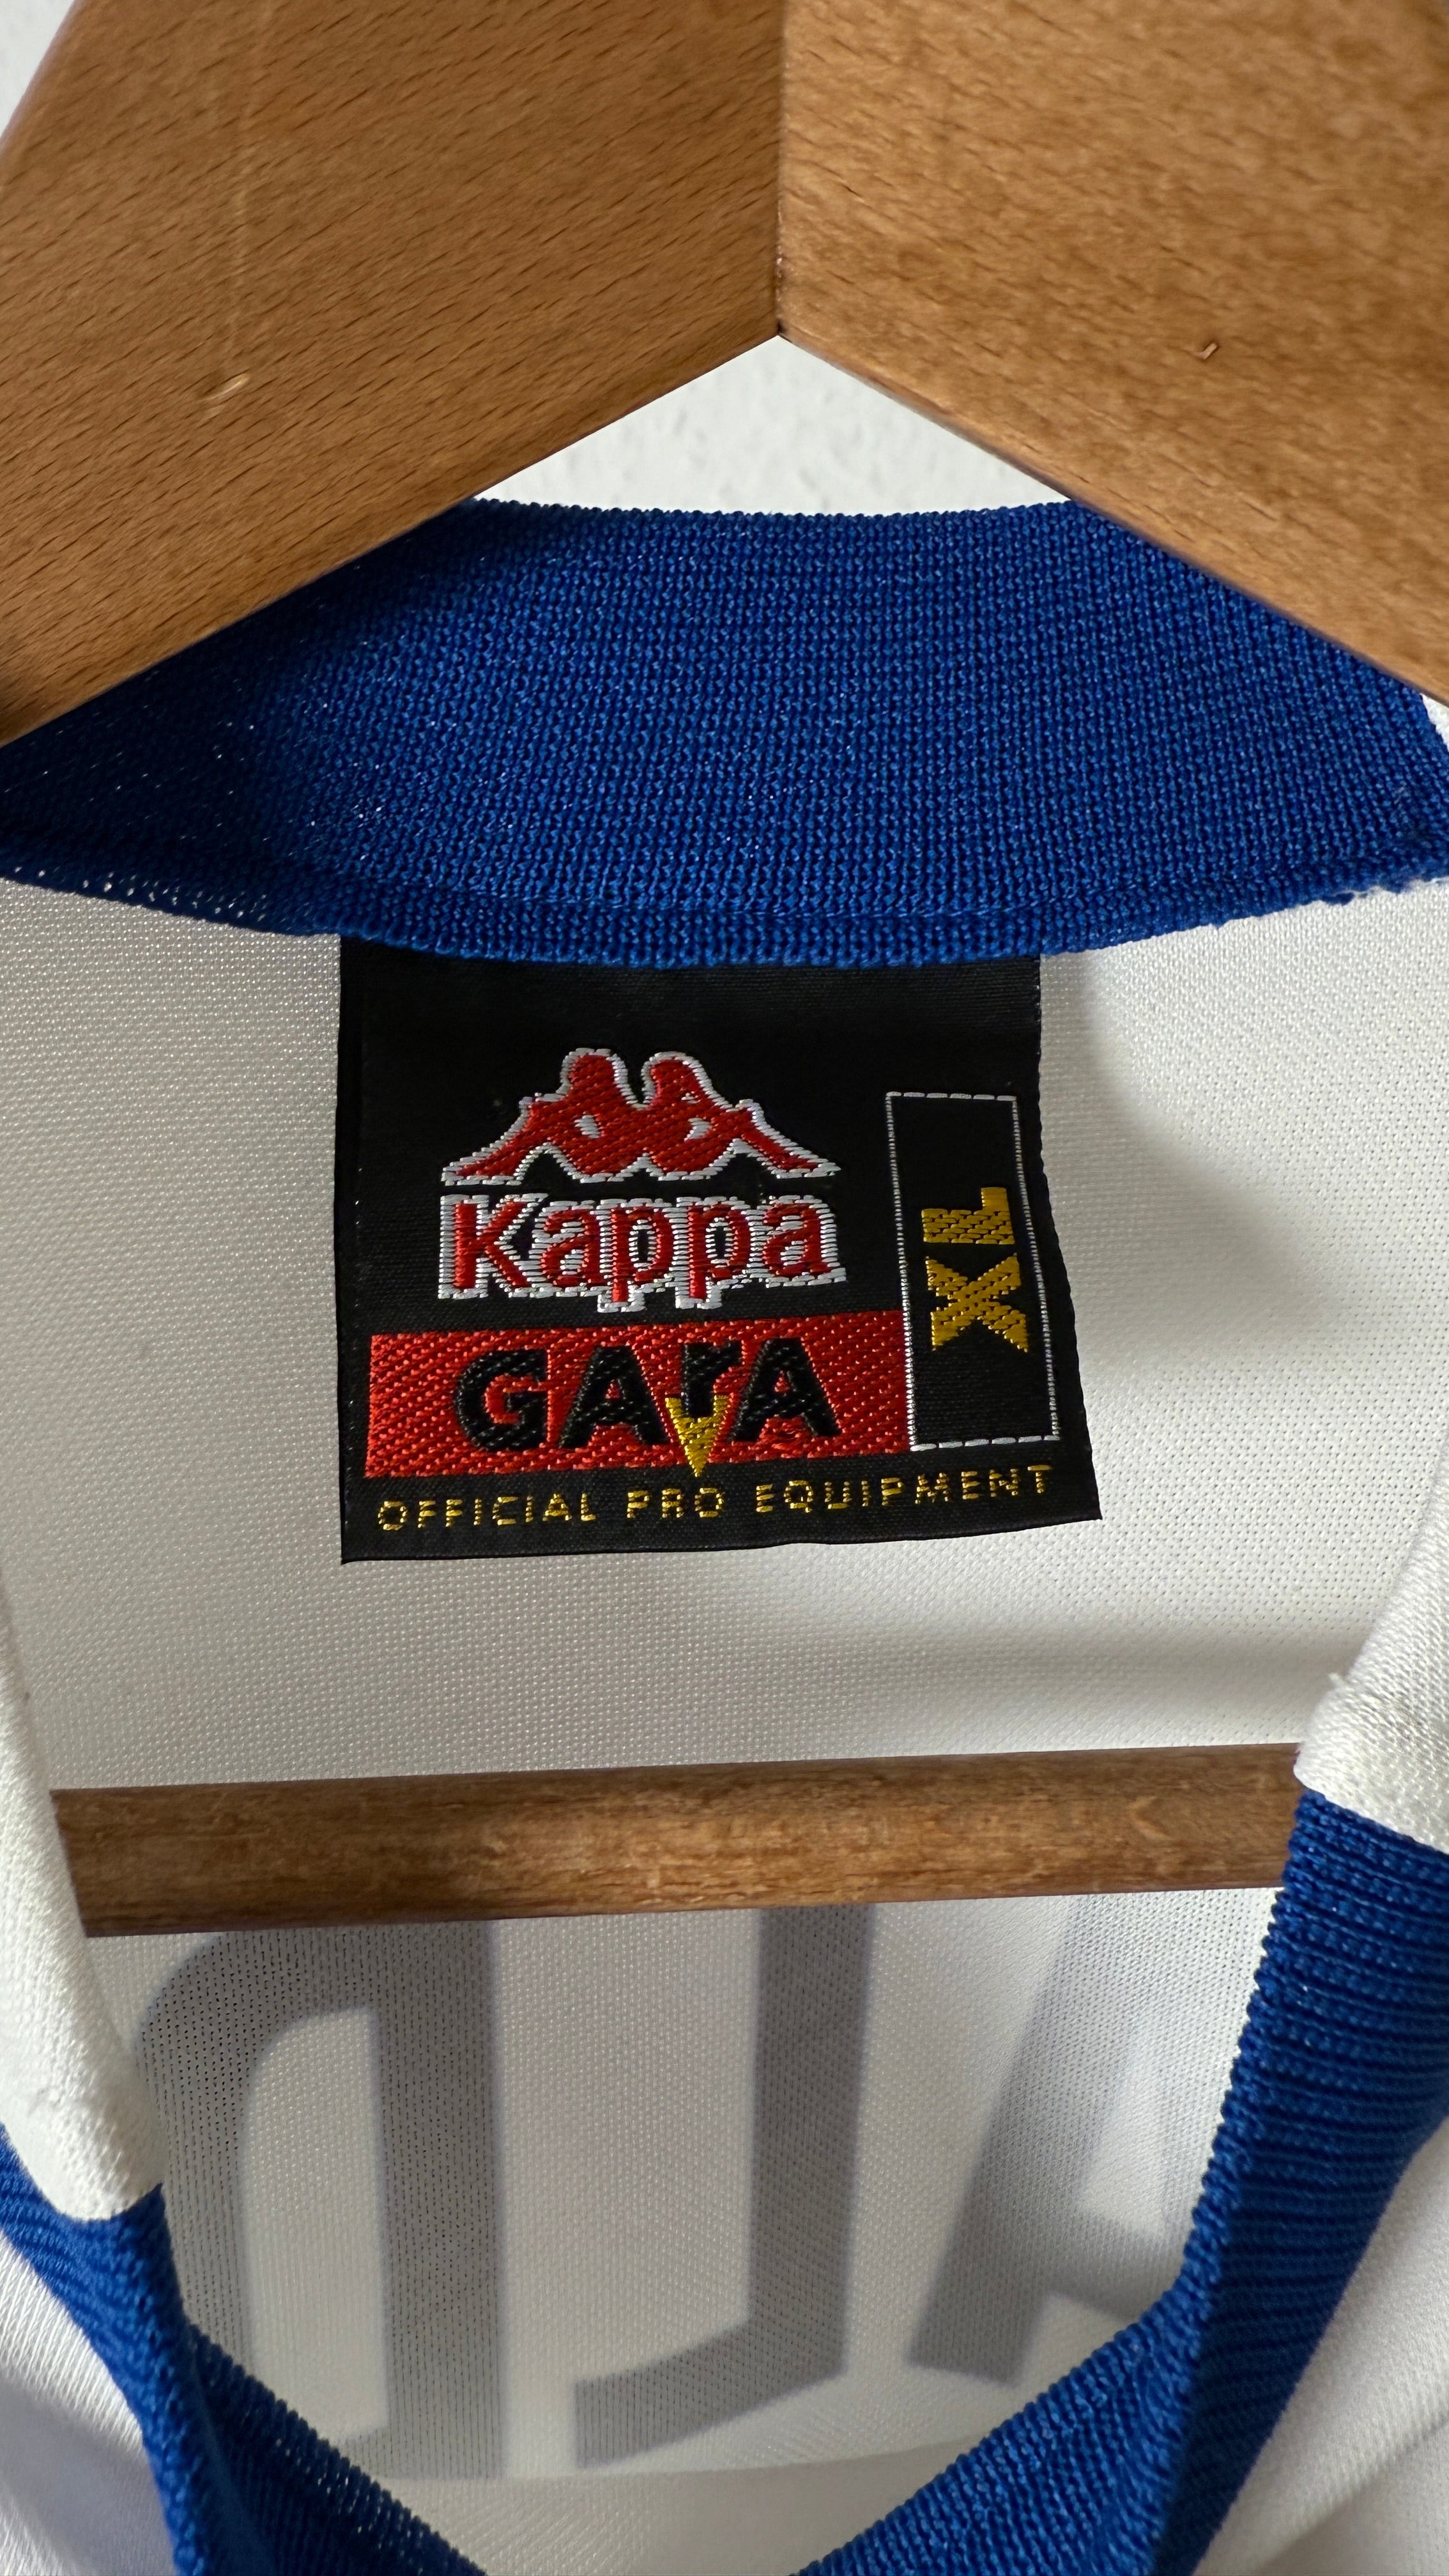 Kappa
GArA
XL
OFFICIAL PRO EQUIPMENT